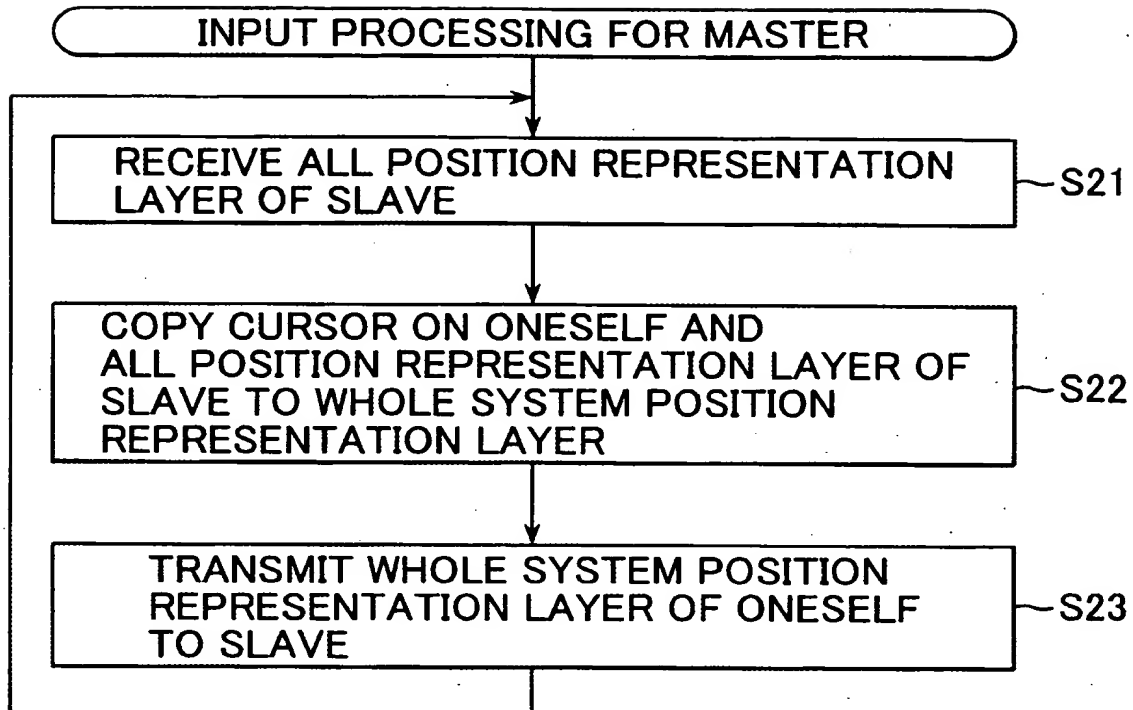 INPUT PROCESSING FOR MASTER
RECEIVE ALL POSITION REPRESENTATION
LAYER OF SLAVE
S21
COPY CURSOR ON ONESELF AND
ALL POSITION REPRESENTATION LAYER OF
SLAVE TO WHOLE SYSTEM POSITION
REPRESENTATION LAYER
S22
TRANSMIT WHOLE SYSTEM POSITION
REPRESENTATION LAYER OF ONESELF
TO SLAVE
S23